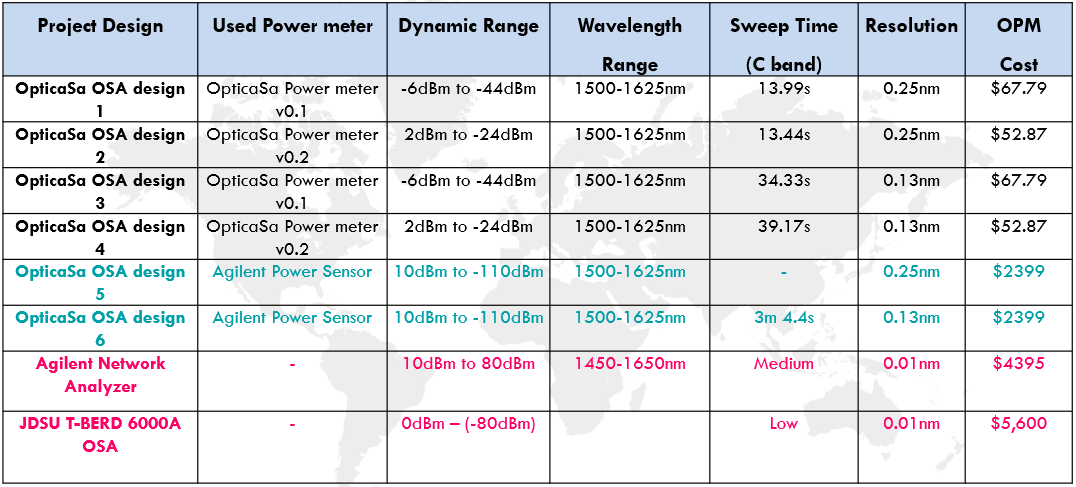 Project Design Used Power meter Dynamic Range Wavelength Range Sweep Time (C band) Resolution OPM Cost
OpticaSa OSA design 1 OpticaSa Power meter v0.1 -6dBm to -44dBm 1500-1625nm 13.99s 0.25nm $67.79
OpticaSa OSA design 2 OpticaSa Power meter v0.2 2dBm to -24dBm 1500-1625nm 13.44s 0.25nm $52.87
OpticaSa OSA design 3 OpticaSa Power meter v0.1 -6dBm to -44dBm 1500-1625nm 34.33s 0.13nm $67.79
OpticaSa OSA design 4 OpticaSa Power meter v0.2 2dBm to -24dBm 1500-1625nm 39.17s 0.13nm $52.87
OpticaSa OSA design 5 Agilent Power Sensor 10dBm to -110dBm 1500-1625nm - 0.25nm $2399
OpticaSa OSA design 6 Agilent Power Sensor 10dBm to -110dBm 1500-1625nm 3m 4.4s 0.13nm $2399
Agilent Network Analyzer - 10dBm to 80dBm 1450-1650nm Medium 0.01nm $4395
JDSU T-BERD 6000A OSA - 0dBm – (-80dBm) Low 0.01nm $5,600